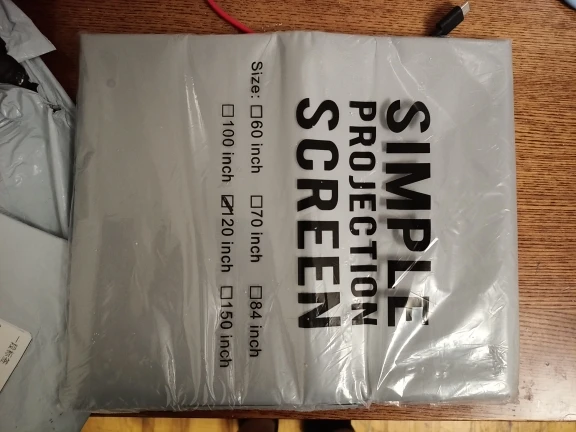 SIMPLE
PROJECTION
SCREEN
Size: ☐60 inch ☐70 inch ☐84 inch
☐100 inch ☑120 inch ☐150 inch